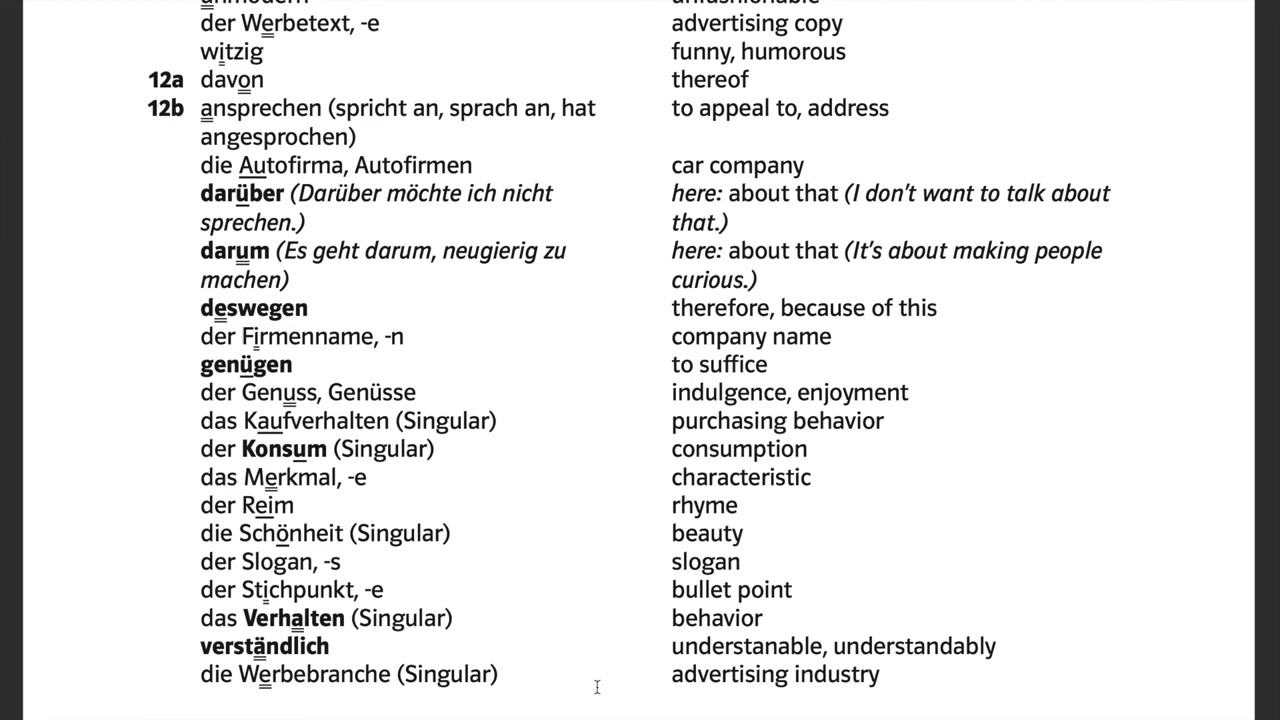 unmodern unfashionable
der Werbetext, -e advertising copy
witzig funny, humorous
12a davon thereof
12b ansprechen (spricht an, sprach an, hat to appeal to, address
angesprochen)
die Autofirma, Autofirmen car company
darüber (Darüber möchte ich nicht here: about that (I don’t want to talk about
sprechen.) that.)
darum (Es geht darum, neugierig zu here: about that (It’s about making people
machen) curious.)
deswegen therefore, because of this
der Firmenname, -n company name
genügen to suffice
der Genuss, Genüsse indulgence, enjoyment
das Kaufverhalten (Singular) purchasing behavior
der Konsum (Singular) consumption
das Merkmal, -e characteristic
der Reim rhyme
die Schönheit (Singular) beauty
der Slogan, -s slogan
der Stichpunkt, -e bullet point
das Verhalten (Singular) behavior
verständlich understanable, understandably
die Werbebranche (Singular) advertising industry